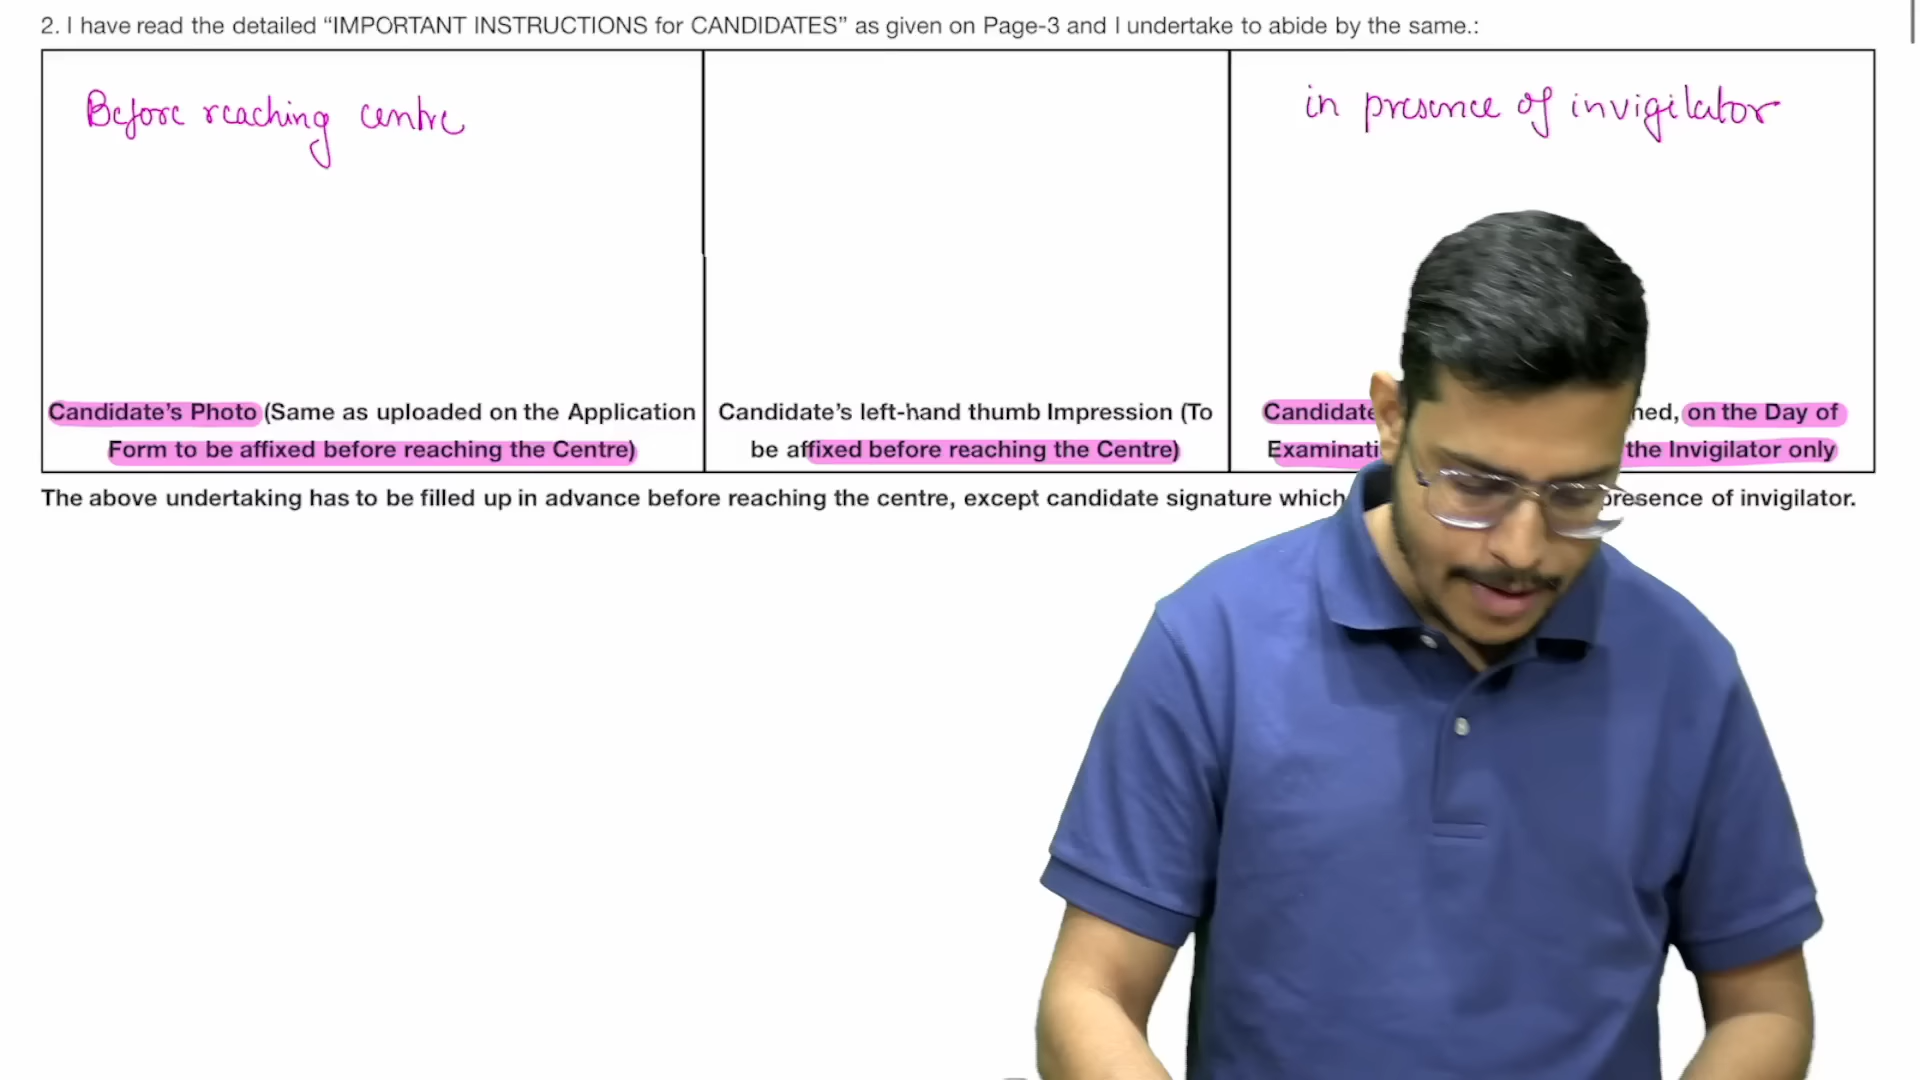 2. I have read the detailed “IMPORTANT INSTRUCTIONS for CANDIDATES” as given on Page-3 and I undertake to abide by the same.:
Before reaching centre
in presence of invigilator
Candidate’s Photo (Same as uploaded on the Application
Form to be affixed before reaching the Centre)
Candidate’s left-hand thumb Impression (To
be affixed before reaching the Centre)
Candidate on the Day of
Examinati the Invigilator only
The above undertaking has to be filled up in advance before reaching the centre, except candidate signature which presence of invigilator.